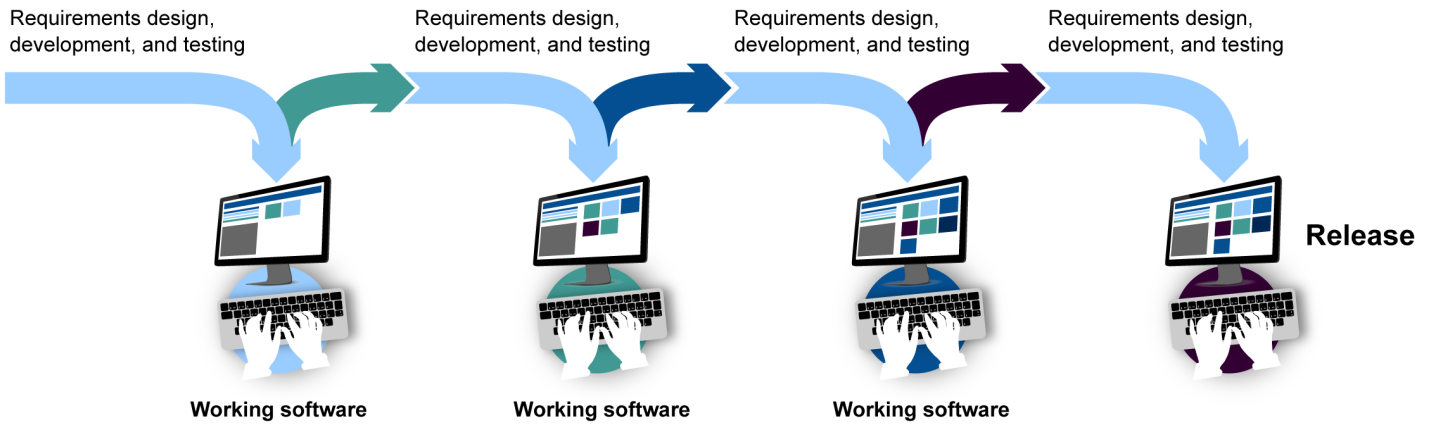 Requirements design,
development, and testing
Requirements design,
development, and testing
Requirements design,
development, and testing
Requirements design,
development, and testing
Release
Working software
Working software
Working software